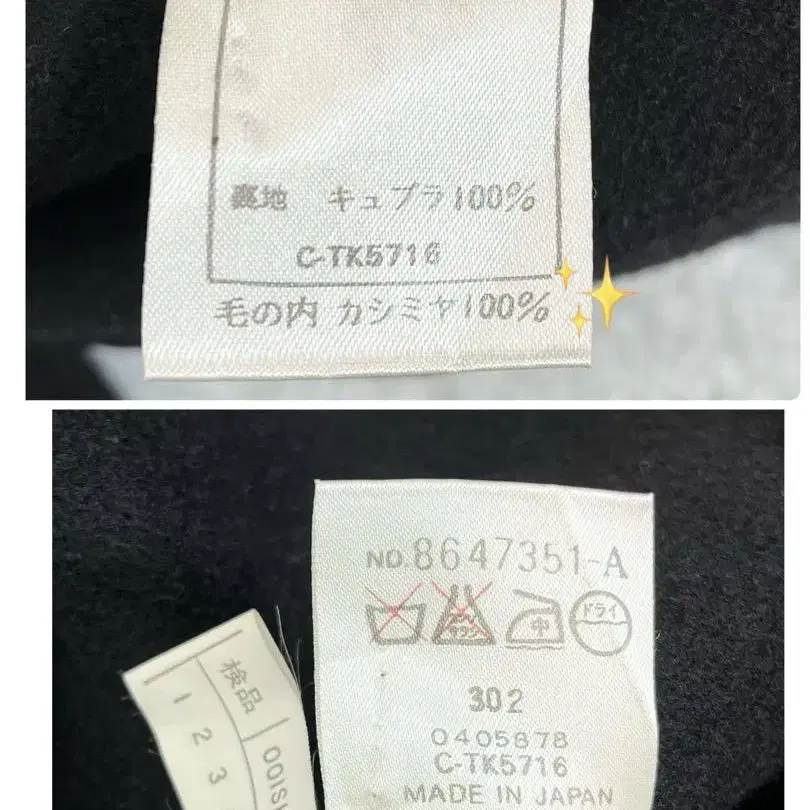 裏地 キュプラ100%
C-TK5716
毛の内 カシミヤ100%
NO.8647351-A
中
ドライ
302
0405878
C-TK5716
MADE IN JAPAN
検品
1
2
3